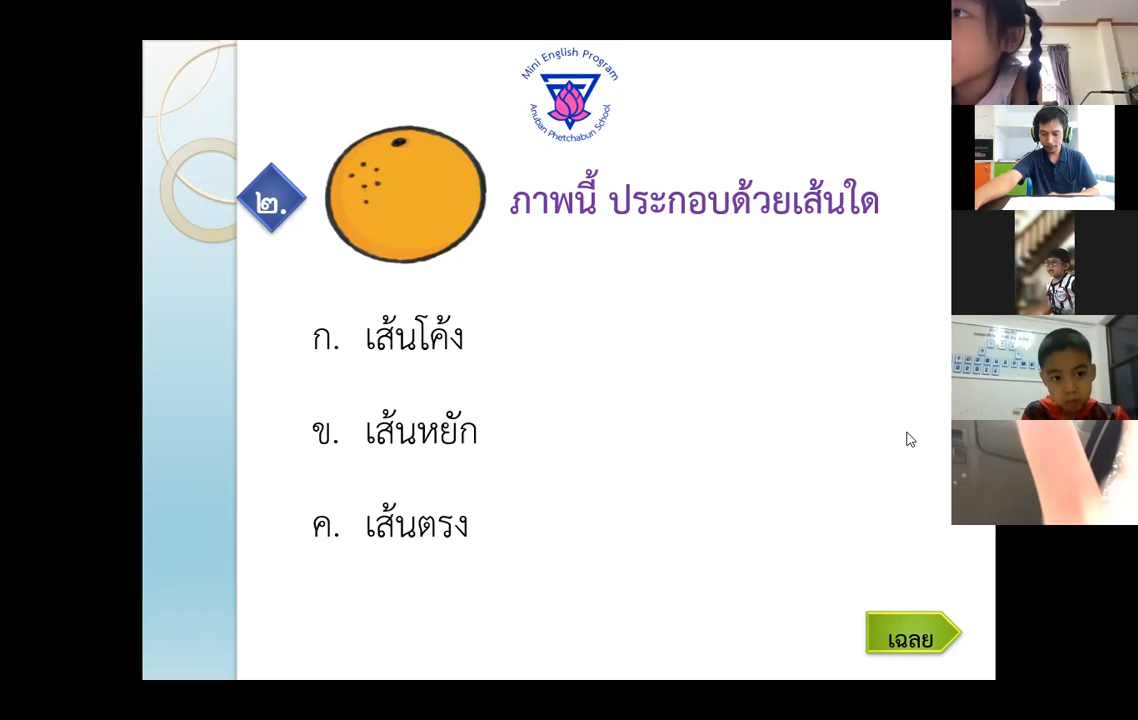 Mini English Program
Anuban Phetchabun School
๒.
ภาพนี้ ประกอบด้วยเส้นใด
ก. เส้นโค้ง
ข. เส้นหยัก
ค. เส้นตรง
เฉลย